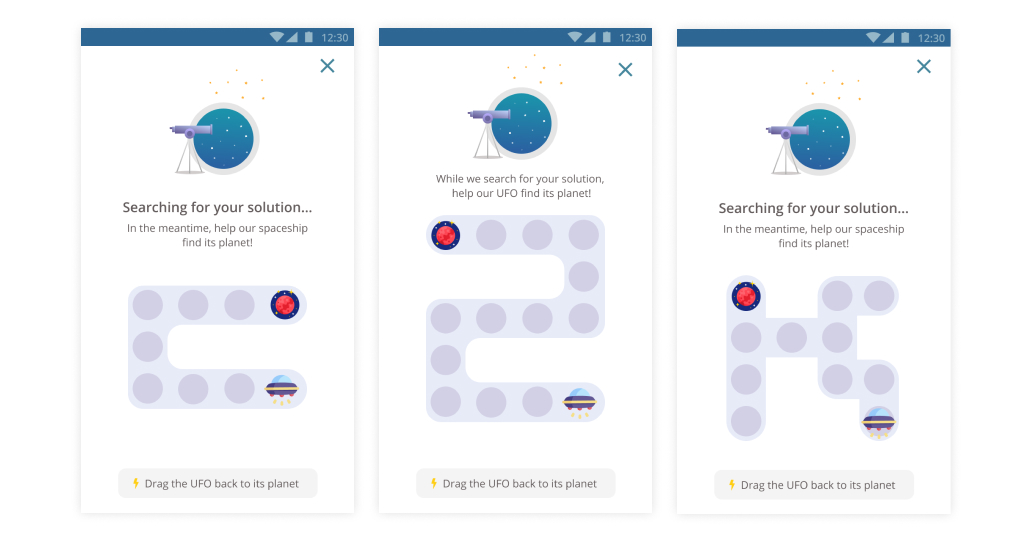 12:30
Searching for your solution...
In the meantime, help our spaceship
find its planet!
Drag the UFO back to its planet
12:30
While we search for your solution,
help our UFO find its planet!
Drag the UFO back to its planet
12:30
Searching for your solution...
In the meantime, help our spaceship
find its planet!
Drag the UFO back to its planet